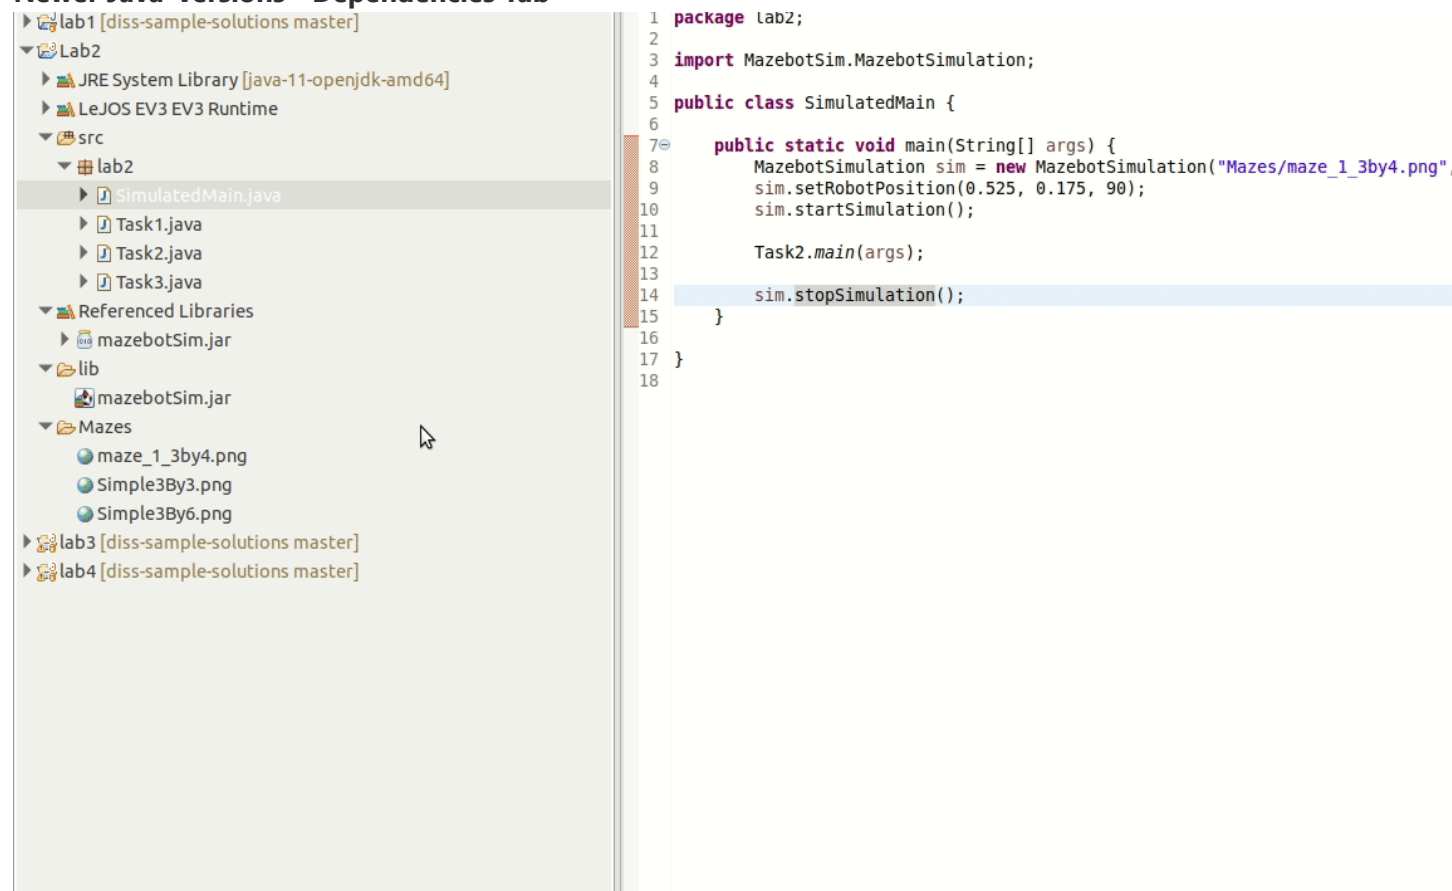 Newer Java Versions - Dependencies Tab
lab1 [diss-sample-solutions master]
Lab2
JRE System Library [java-11-openjdk-amd64]
LeJOS EV3 EV3 Runtime
src
lab2
SimulatedMain.java
Task1.java
Task2.java
Task3.java
Referenced Libraries
mazebotSim.jar
lib
mazebotSim.jar
Mazes
maze_1_3by4.png
Simple3By3.png
Simple3By6.png
lab3 [diss-sample-solutions master]
lab4 [diss-sample-solutions master]
1 package lab2;
2
3 import MazebotSim.MazebotSimulation;
4
5 public class SimulatedMain {
6
7 public static void main(String[] args) {
8 MazebotSimulation sim = new MazebotSimulation("Mazes/maze_1_3by4.png",
9 sim.setRobotPosition(0.525, 0.175, 90);
10 sim.startSimulation();
11
12 Task2.main(args);
13
14 sim.stopSimulation();
15 }
16
17 }
18